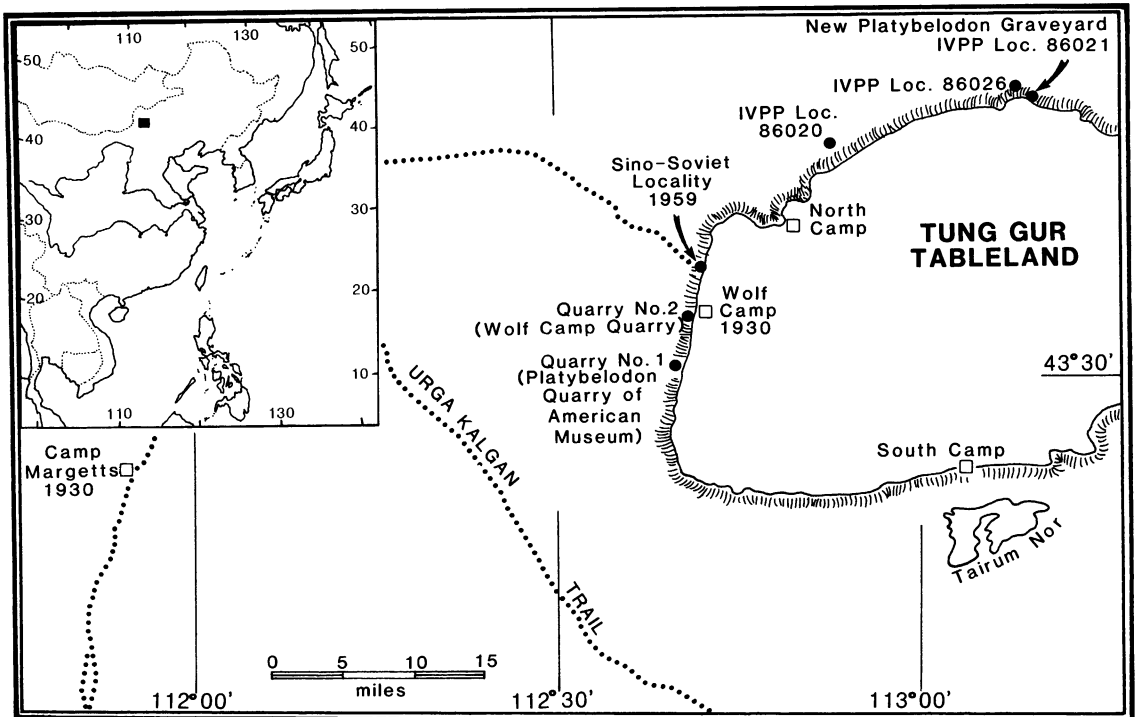 110
130
50
40
30
20
110
130
50
40
30
20
10
New Platybelodon Graveyard
IVPP Loc. 86021
IVPP Loc. 86026
IVPP Loc.
86020
Sino-Soviet
Locality
1959
North
Camp
TUNG GUR
TABLELAND
Quarry No.2
(Wolf Camp Quarry)
Wolf
Camp
1930
Quarry No.1
(Platybelodon
Quarry of
American
Museum)
43°30'
URGA KALGAN
TRAIL
Camp
Margetts
1930
South Camp
Tairum Nor
0 5 10 15
miles
112°00'
112°30'
113°00'